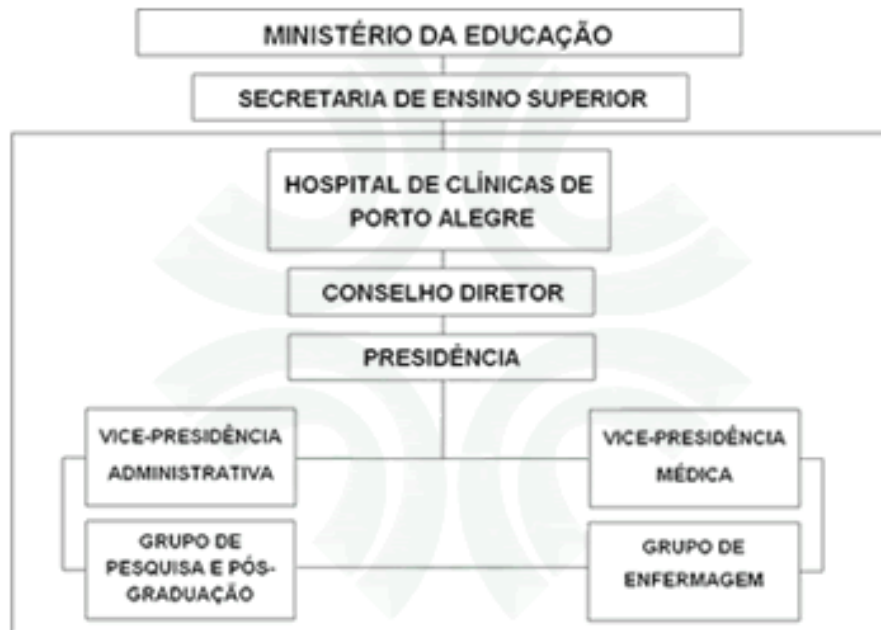 MINISTÉRIO DA EDUCAÇÃO
SECRETARIA DE ENSINO SUPERIOR
HOSPITAL DE CLÍNICAS DE
PORTO ALEGRE
CONSELHO DIRETOR
PRESIDÊNCIA
VICE-PRESIDÊNCIA
ADMINISTRATIVA
VICE-PRESIDÊNCIA
MÉDICA
GRUPO DE
PESQUISA E PÓS-
GRADUAÇÃO
GRUPO DE
ENFERMAGEM